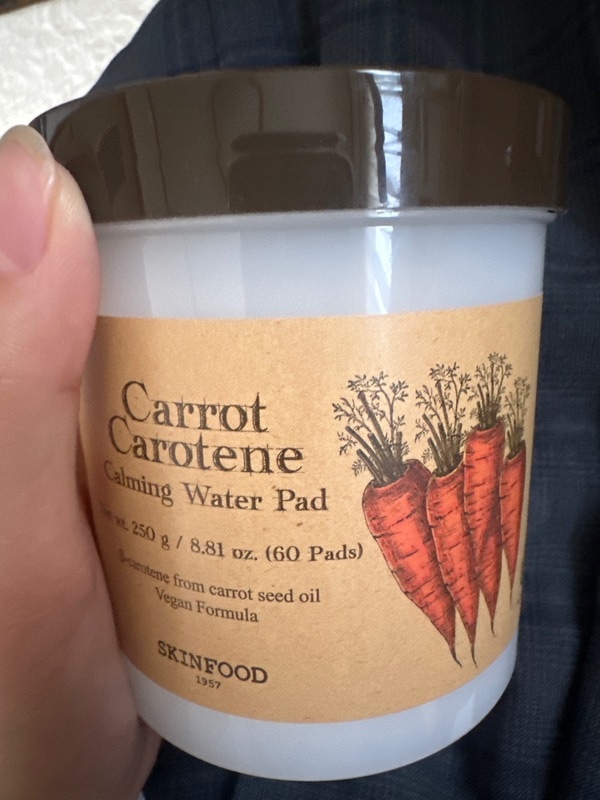 Carrot
Carotene
Calming Water Pad
wt. 250 g / 8.81 oz. (60 Pads)
β-carotene from carrot seed oil
Vegan Formula
SKINFOOD
1957